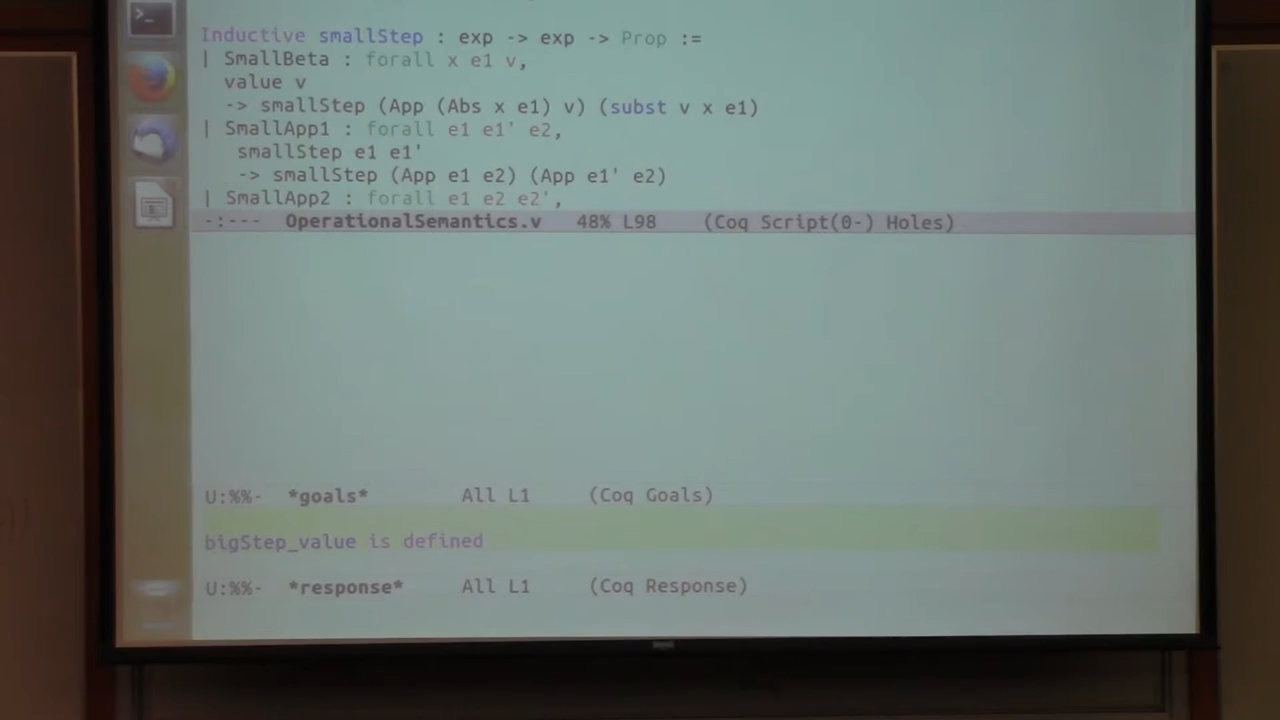 Inductive smallStep : exp -> exp -> Prop :=
| SmallBeta : forall x e1 v,
value v
-> smallStep (App (Abs x e1) v) (subst v x e1)
| SmallApp1 : forall e1 e1' e2,
smallStep e1 e1'
-> smallStep (App e1 e2) (App e1' e2)
| SmallApp2 : forall e1 e2 e2',
-:--- OperationalSemantics.v 48% L98 (Coq Script(0-) Holes)
U:%%- *goals* All L1 (Coq Goals)
bigStep_value is defined
U:%%- *response* All L1 (Coq Response)